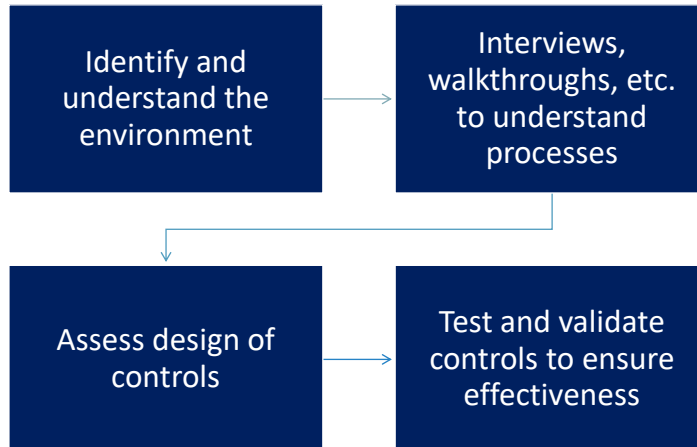 Identify and
understand the
environment
Interviews,
walkthroughs, etc.
to understand
processes
Assess design of
controls
Test and validate
controls to ensure
effectiveness